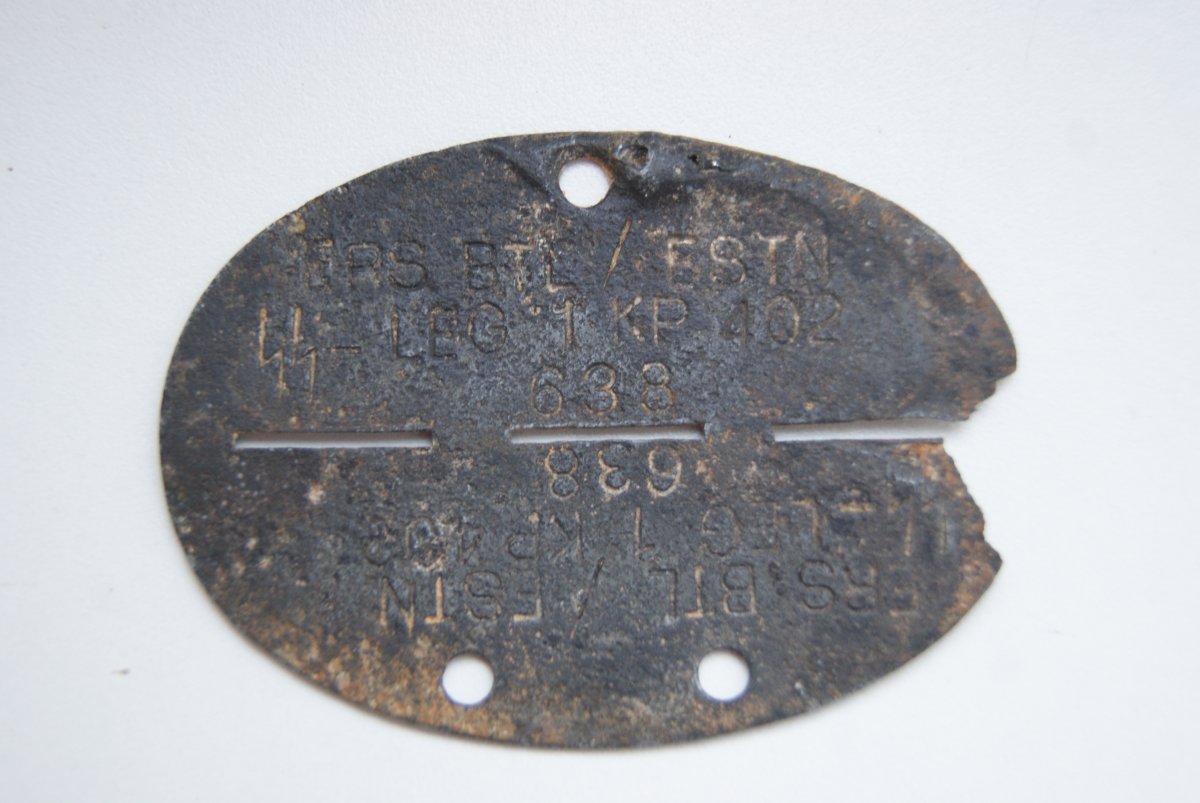 ERS BTL / ESTN
ᛋᛋ-LEG 1 KP 402
638
638
-LEG 1 KP 402
ERS. BTL / ESTN